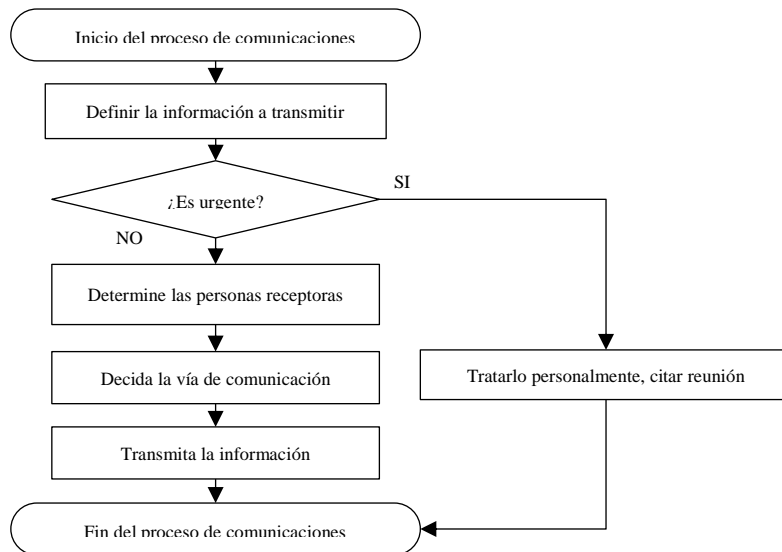 Inicio del proceso de comunicaciones
Definir la información a transmitir
¿Es urgente?
SI
NO
Determine las personas receptoras
Decida la vía de comunicación
Tratarlo personalmente, citar reunión
Transmita la información
Fin del proceso de comunicaciones